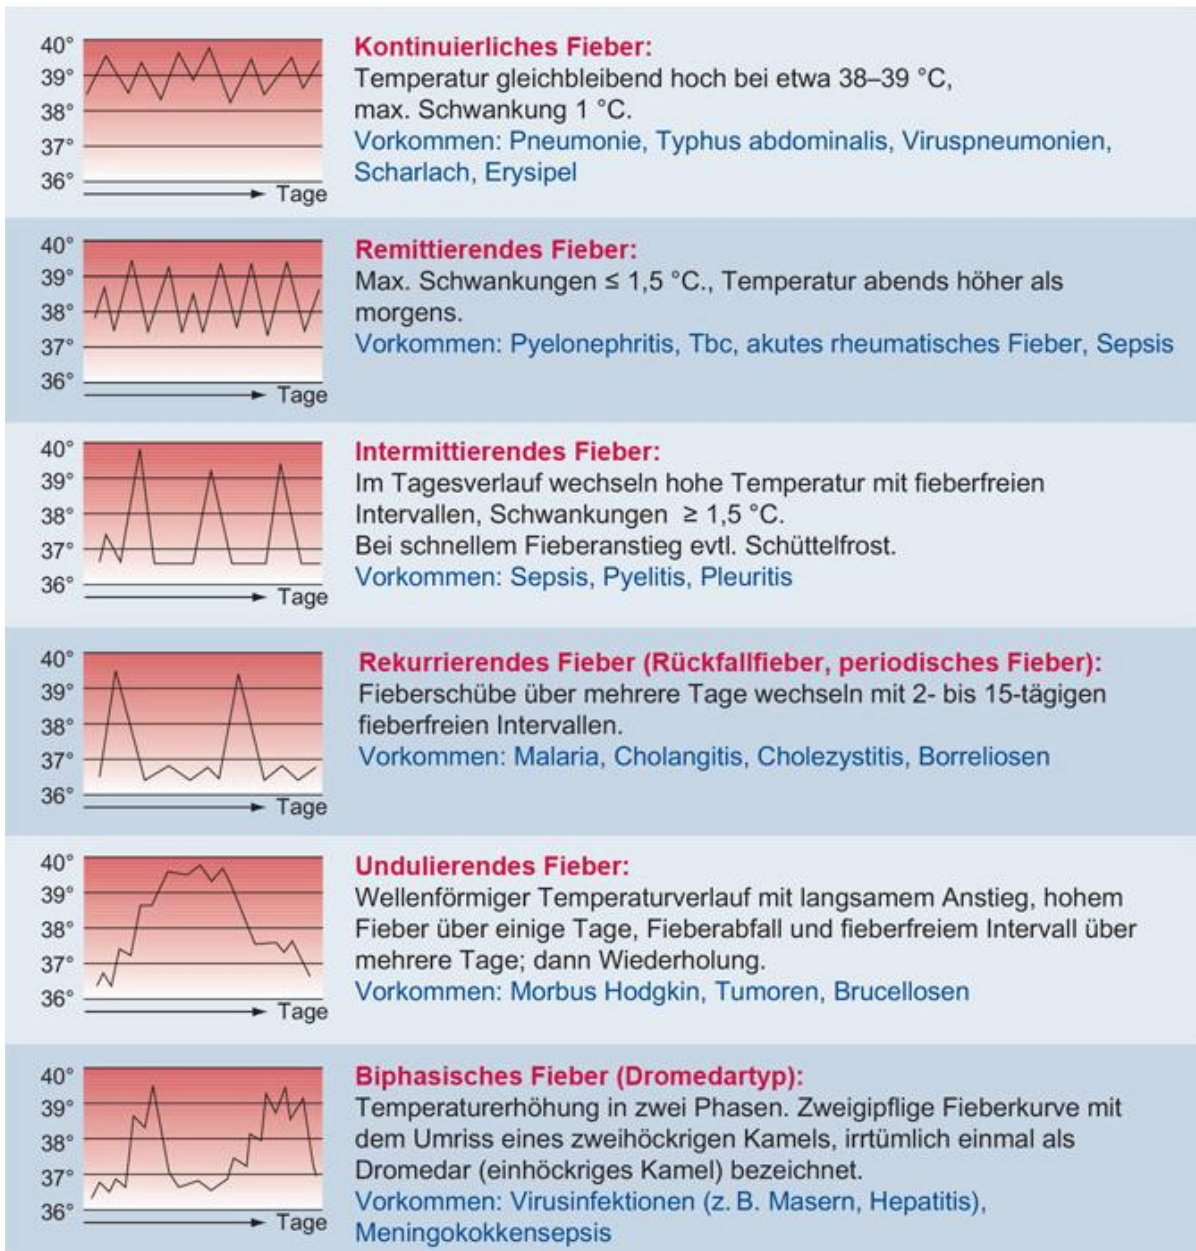 40°
39°
38°
37°
36°
Tage
Kontinuierliches Fieber:
Temperatur gleichbleibend hoch bei etwa 38–39 °C,
max. Schwankung 1 °C.
Vorkommen: Pneumonie, Typhus abdominalis, Viruspneumonien,
Scharlach, Erysipel
40°
39°
38°
37°
36°
Tage
Remittierendes Fieber:
Max. Schwankungen ≤ 1,5 °C., Temperatur abends höher als
morgens.
Vorkommen: Pyelonephritis, Tbc, akutes rheumatisches Fieber, Sepsis
40°
39°
38°
37°
36°
Tage
Intermittierendes Fieber:
Im Tagesverlauf wechseln hohe Temperatur mit fieberfreien
Intervallen, Schwankungen ≥ 1,5 °C.
Bei schnellem Fieberanstieg evtl. Schüttelfrost.
Vorkommen: Sepsis, Pyelitis, Pleuritis
40°
39°
38°
37°
36°
Tage
Rekurrierendes Fieber (Rückfallfieber, periodisches Fieber):
Fieberschübe über mehrere Tage wechseln mit 2- bis 15-tägigen
fieberfreien Intervallen.
Vorkommen: Malaria, Cholangitis, Cholezystitis, Borreliosen
40°
39°
38°
37°
36°
Tage
Undulierendes Fieber:
Wellenförmiger Temperaturverlauf mit langsamem Anstieg, hohem
Fieber über einige Tage, Fieberabfall und fieberfreiem Intervall über
mehrere Tage; dann Wiederholung.
Vorkommen: Morbus Hodgkin, Tumoren, Brucellosen
40°
39°
38°
37°
36°
Tage
Biphasisches Fieber (Dromedartyp):
Temperaturerhöhung in zwei Phasen. Zweigipflige Fieberkurve mit
dem Umriss eines zweihöckrigen Kamels, irrtümlich einmal als
Dromedar (einhöckriges Kamel) bezeichnet.
Vorkommen: Virusinfektionen (z. B. Masern, Hepatitis),
Meningokokkensepsis